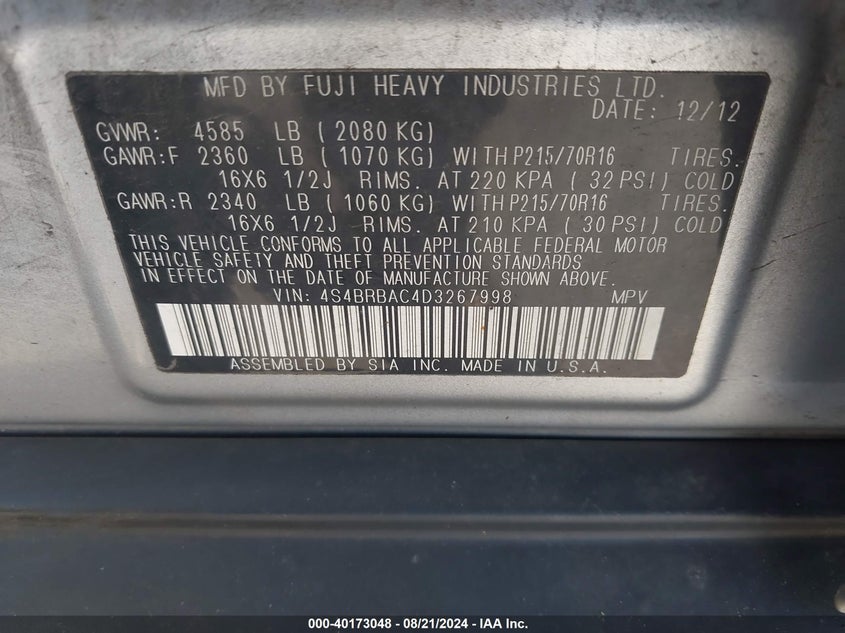 MFD BY FUJI HEAVY INDUSTRIES LTD.
DATE: 12/12
GVWR: 4585 LB (2080 KG)
GAWR:F 2360 LB (1070 KG) WITH P215/70R16 TIRES.
16X6 1/2J RIMS. AT 220 KPA (32 PSI) COLD
GAWR:R 2340 LB (1060 KG) WITH P215/70R16 TIRES.
16X6 1/2J RIMS. AT 210 KPA (30 PSI) COLD
THIS VEHICLE CONFORMS TO ALL APPLICABLE FEDERAL MOTOR
VEHICLE SAFETY AND THEFT PREVENTION STANDARDS
IN EFFECT ON THE DATE OF MANUFACTURE SHOWN ABOVE.
VIN: 4S4BRBAC4D3267998 MPV
ASSEMBLED BY SIA INC. MADE IN U.S.A.
000-40173048 - 08/21/2024 - IAA Inc.